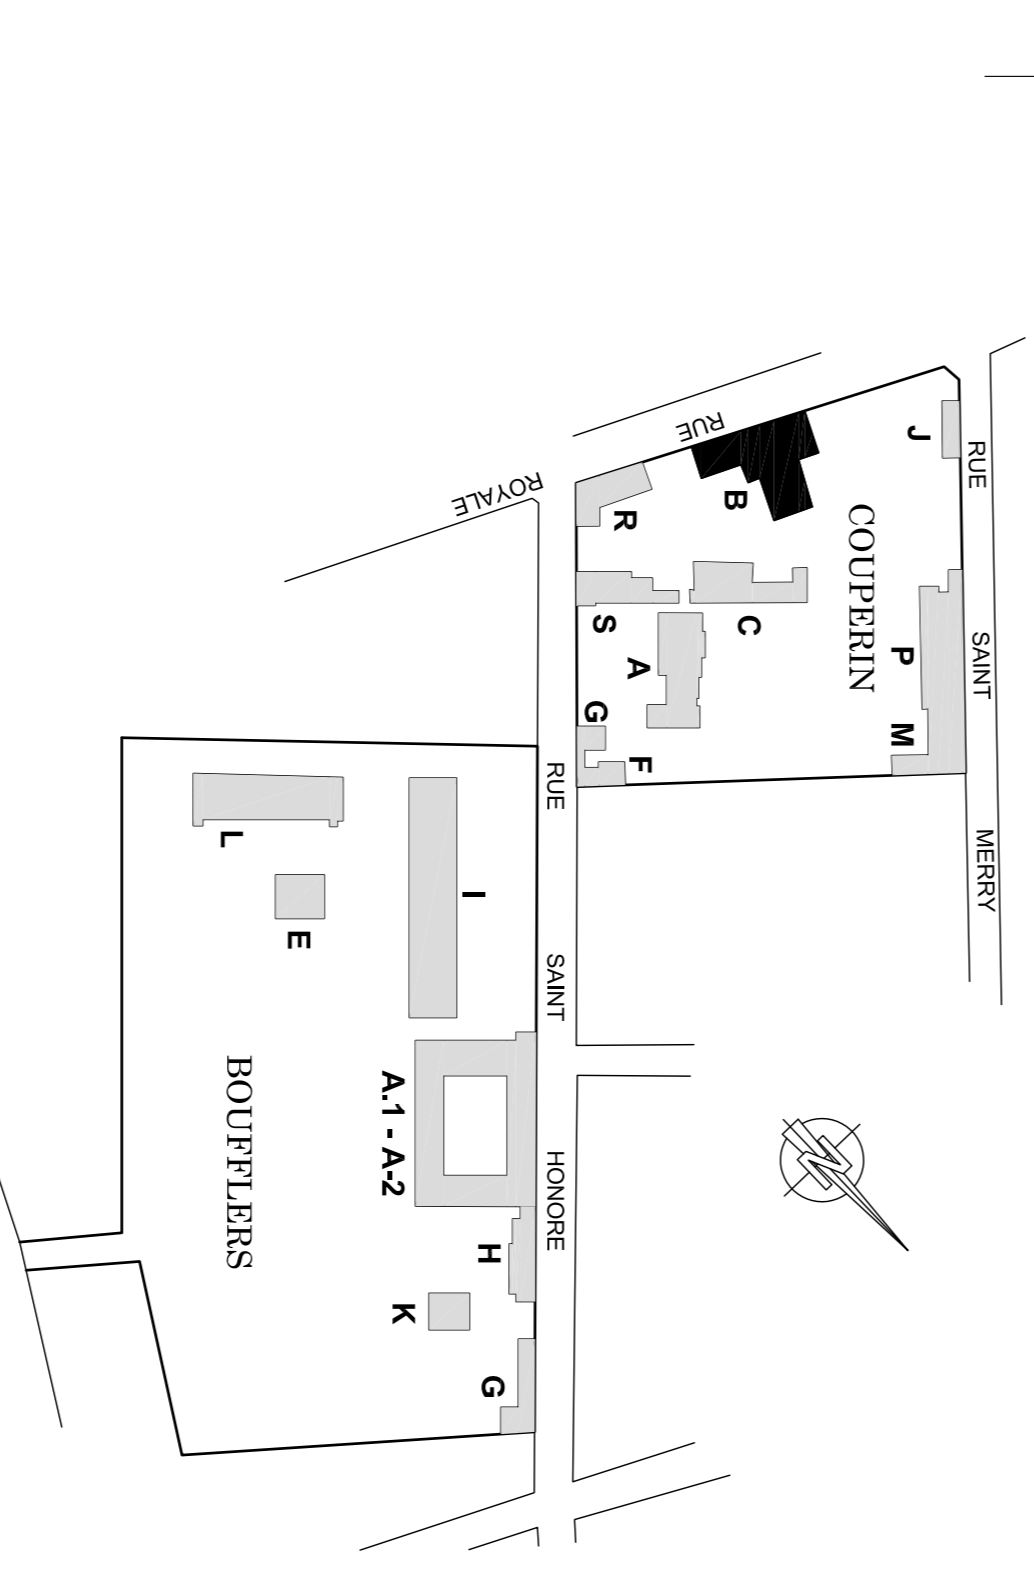 RUE
ROYALE
RUE
SAINT
MERRY
COUPERIN
J
B
R
P
C
S
A
M
G
F
RUE
SAINT
HONORE
L
I
E
BOUFFLERS
A.1 - A-2
H
K
G
N